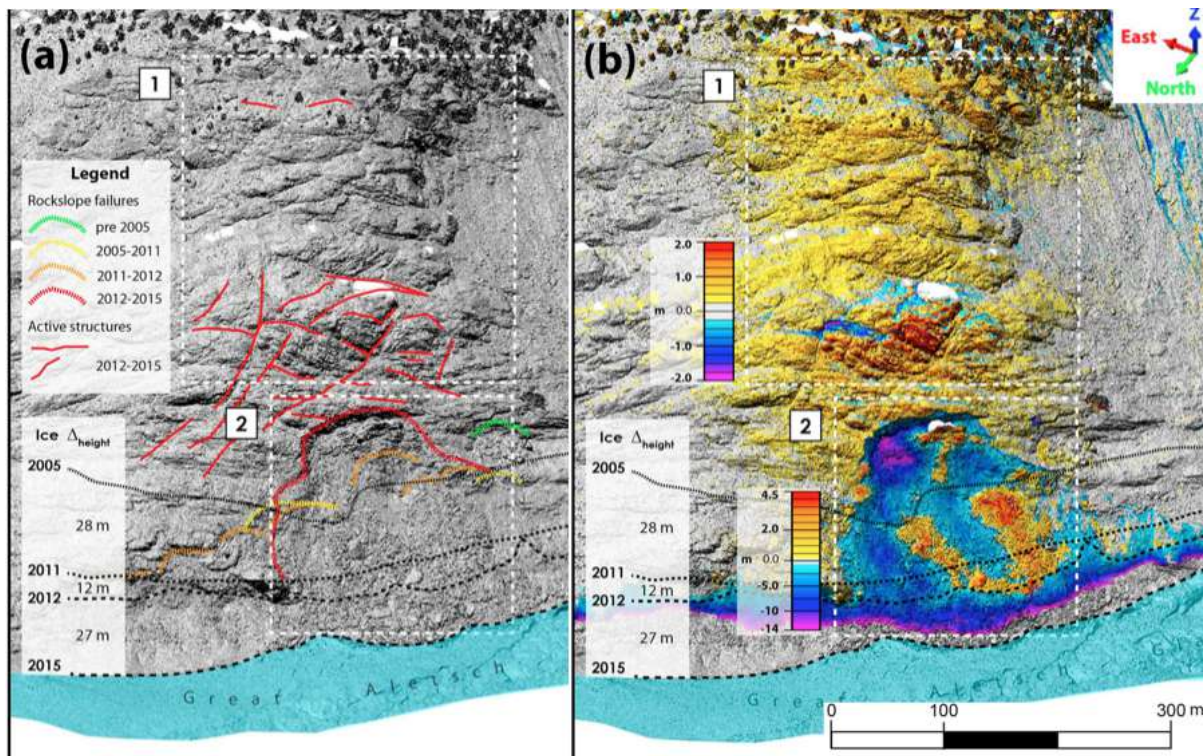 (a)
1
Legend
Rockslope failures
pre 2005
2005-2011
2011-2012
2012-2015
Active structures
2012-2015
2
Ice Δheight
2005
28 m
2011
12 m
2012
27 m
2015
Great Aletsch
(b)
1
East
Z
North
2.0
1.0
m 0.0
-1.0
-2.0
2
Ice Δheight
2005
28 m
2011
12 m
2012
27 m
2015
4.5
2.0
m 0.0
-5.0
-10
-14
Great Aletsch
G
0 100 300 m